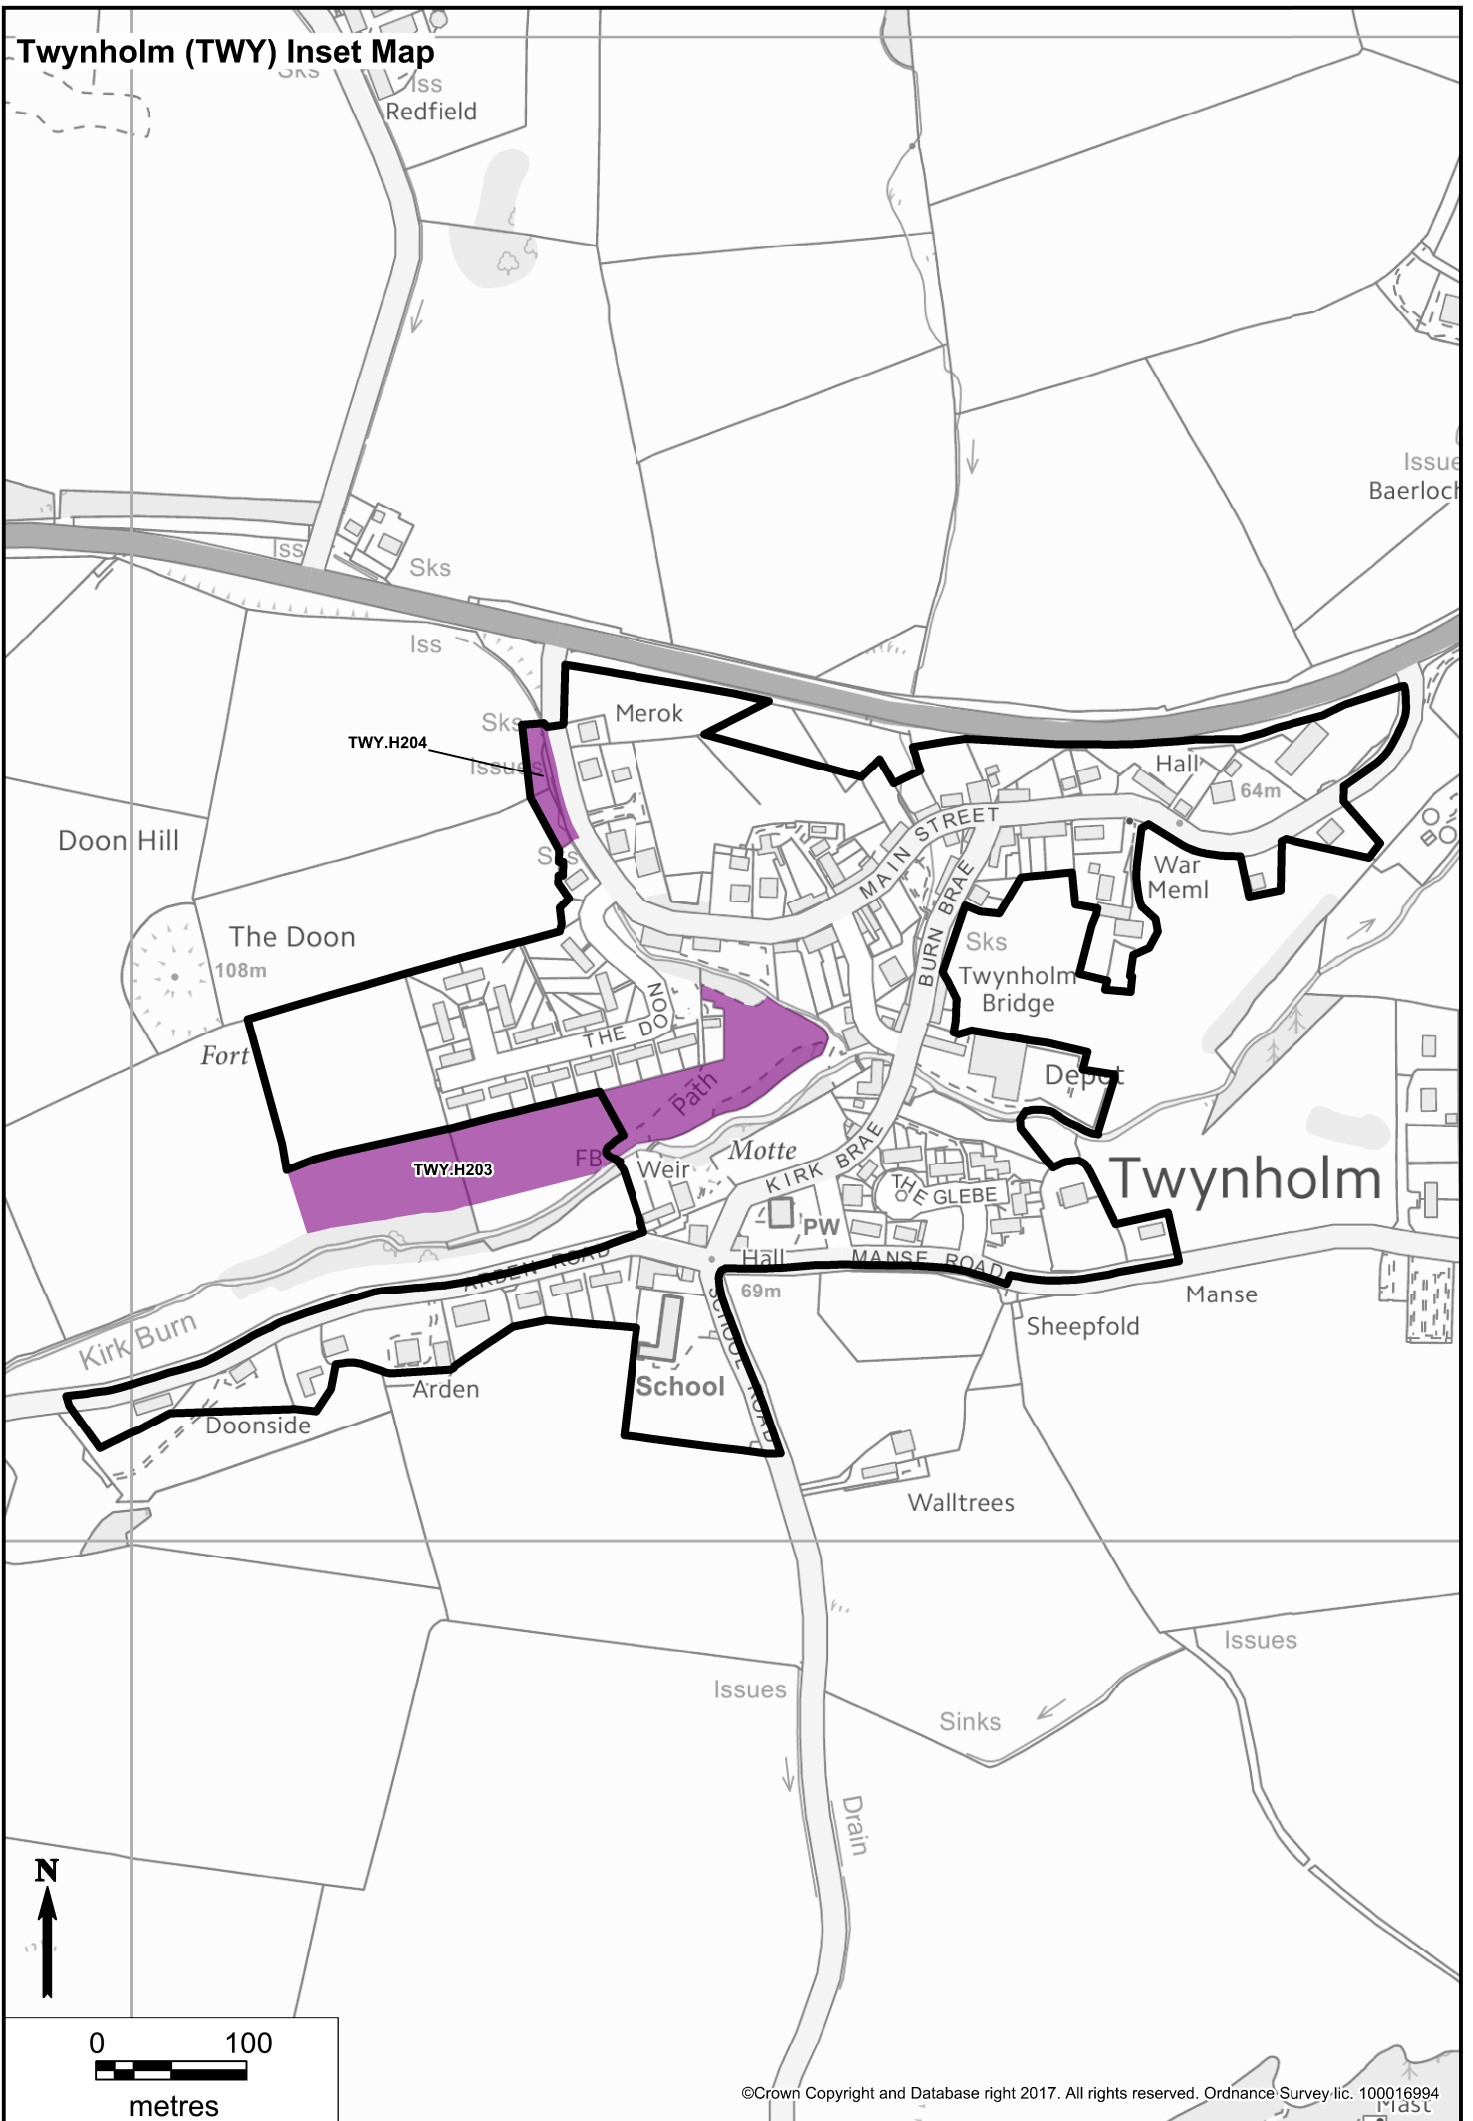 Twynholm (TWY) Inset Map
Sks
Iss
Redfield
Issue
Baerloch
Iss
Sks
Iss
Sks
Merok
TWY.H204
Issues
Hall
64m
MAIN STREET
Doon Hill
Sks
War
Meml
BURN BRAE
The Doon
108m
Sks
Twynholm
Bridge
THE DOON
Fort
Depot
Path
TWY.H203
FB
Weir
Motte
KIRK BRAE
THE GLEBE
Twynholm
PW
Hall
MANSE ROAD
ARDEN ROAD
69m
Manse
Kirk Burn
SCHOOL ROAD
Sheepfold
Arden
School
Doonside
Walltrees
Issues
Issues
Sinks
Drain
N
0 100
metres
©Crown Copyright and Database right 2017. All rights reserved. Ordnance Survey lic. 100016994
Mast